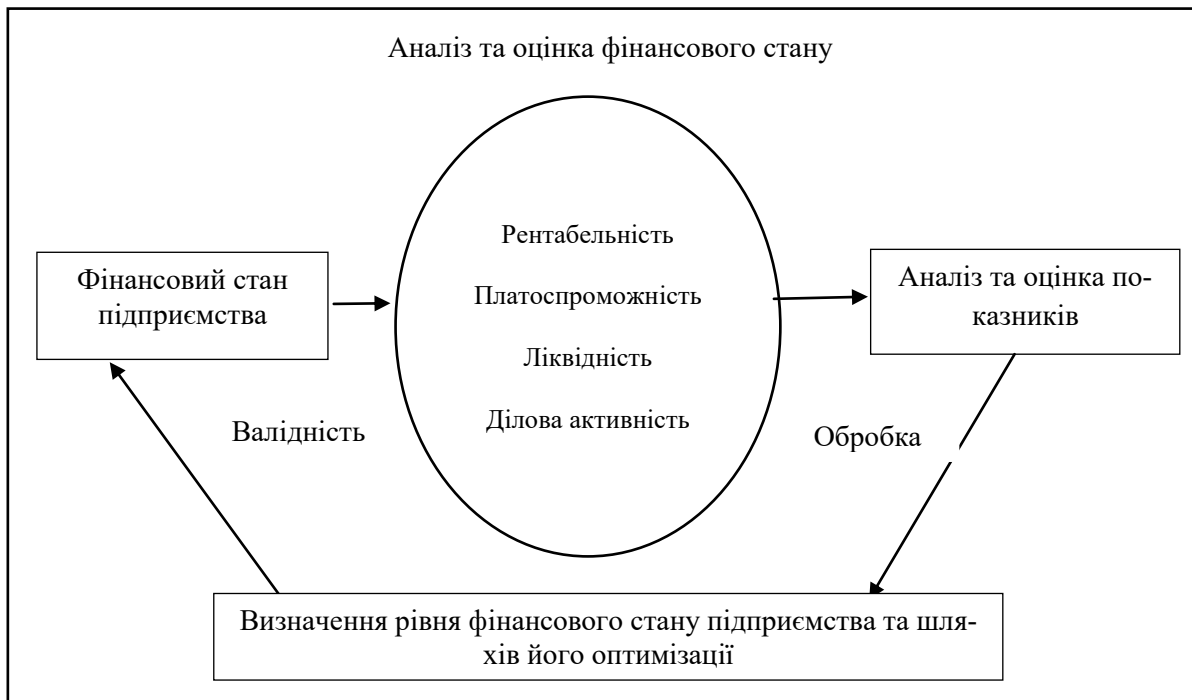 Аналіз та оцінка фінансового стану
Рентабельність
Платоспроможність
Ліквідність
Ділова активність
Фінансовий стан
підприємства
Аналіз та оцінка по-
казників
Валідність
Обробка
Визначення рівня фінансового стану підприємства та шля-
хів його оптимізації